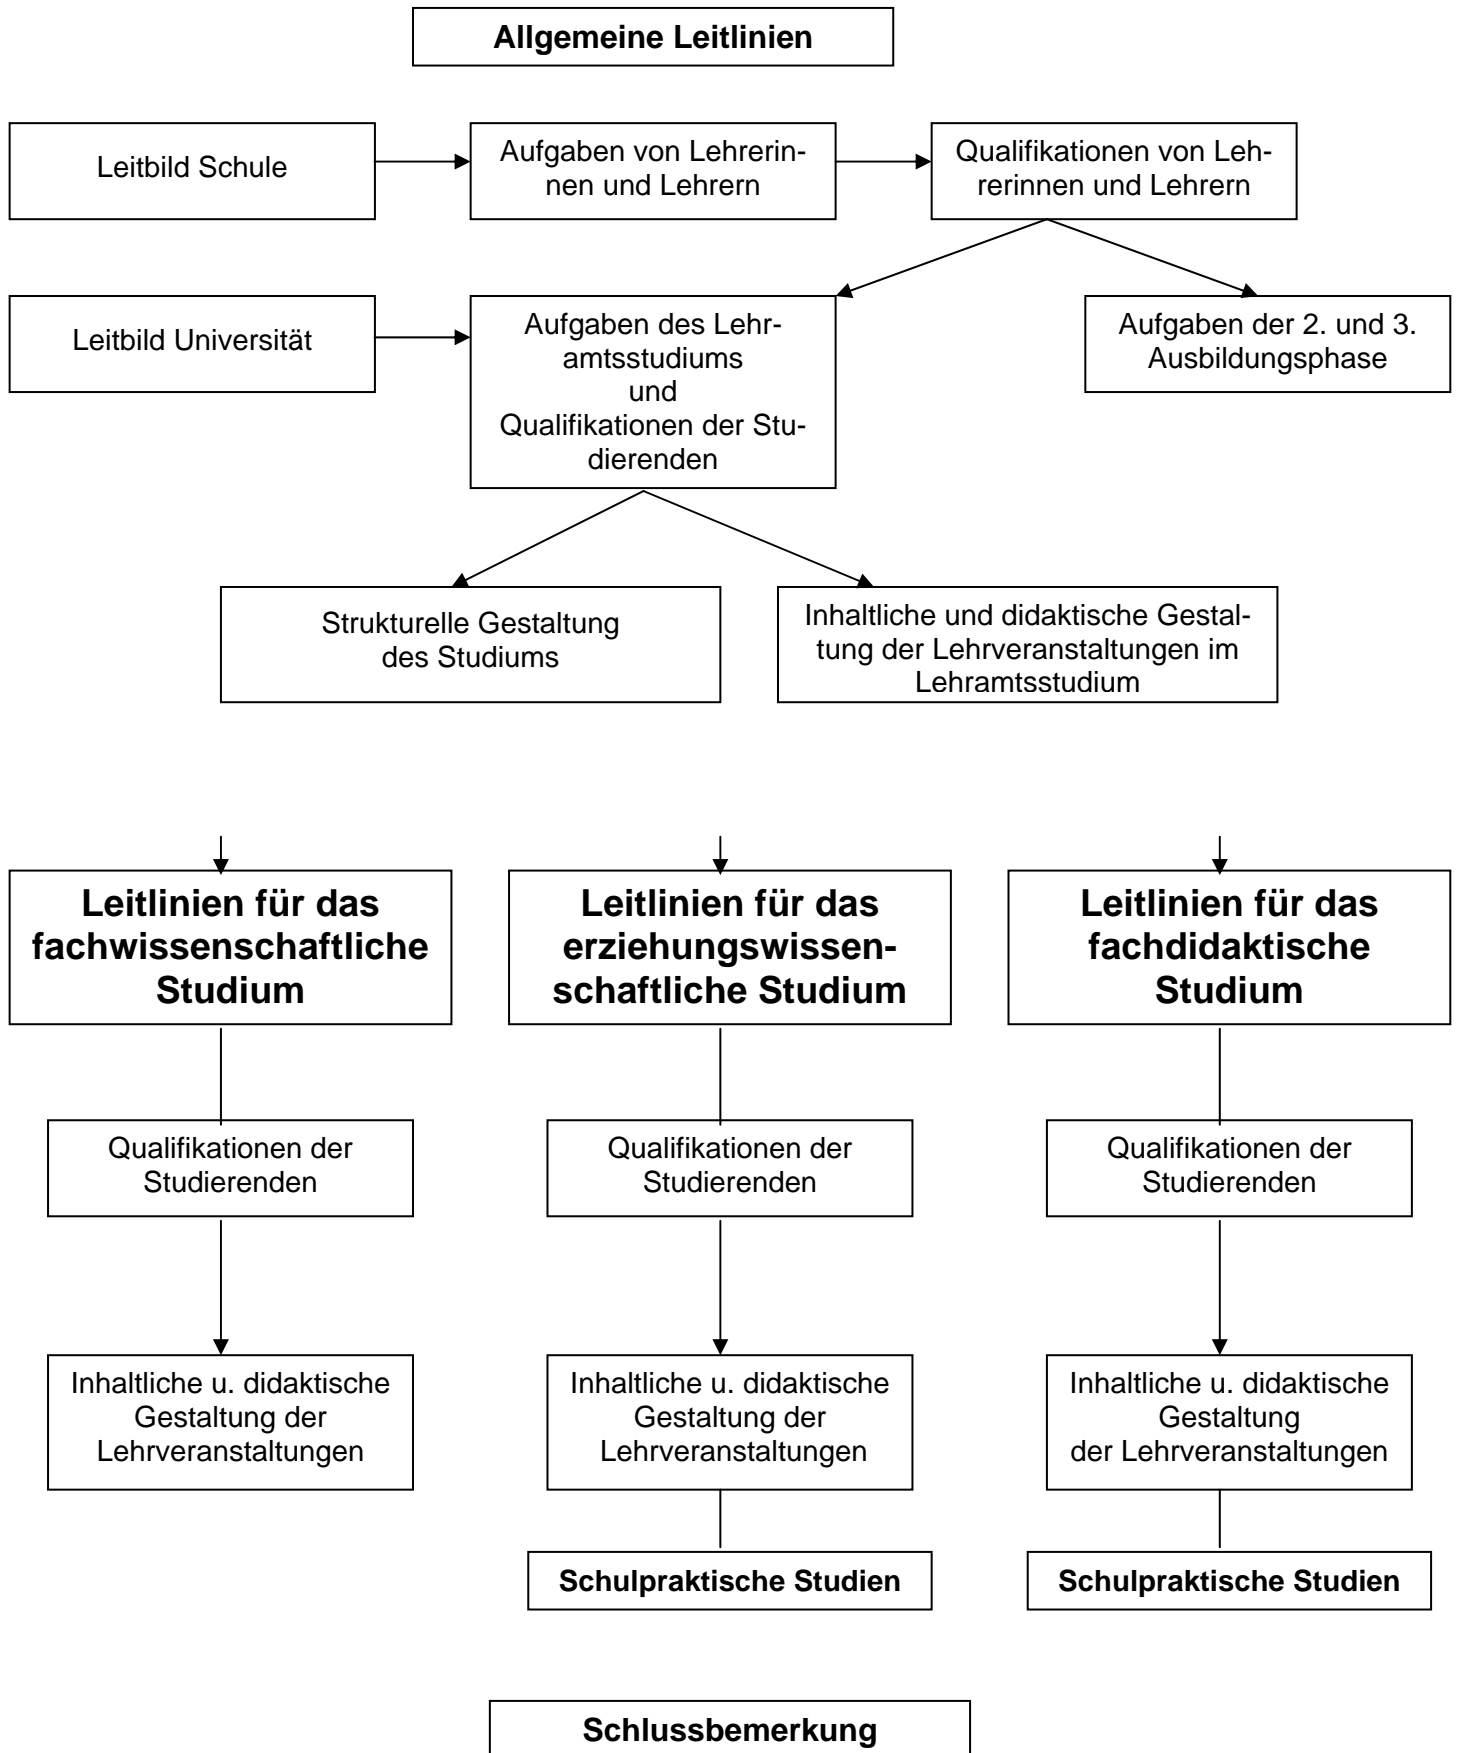 Allgemeine Leitlinien
Leitbild Schule
Aufgaben von Lehrerin-
nen und Lehrern
Qualifikationen von Leh-
rerinnen und Lehrern
Leitbild Universität
Aufgaben des Lehr-
amtsstudiums
und
Qualifikationen der Stu-
dierenden
Aufgaben der 2. und 3.
Ausbildungsphase
Strukturelle Gestaltung
des Studiums
Inhaltliche und didaktische Gestal-
tung der Lehrveranstaltungen im
Lehramtsstudium
Leitlinien für das
fachwissenschaftliche
Studium
Leitlinien für das
erziehungswissen-
schaftliche Studium
Leitlinien für das
fachdidaktische
Studium
Qualifikationen der
Studierenden
Qualifikationen der
Studierenden
Qualifikationen der
Studierenden
Inhaltliche u. didaktische
Gestaltung der
Lehrveranstaltungen
Inhaltliche u. didaktische
Gestaltung der
Lehrveranstaltungen
Inhaltliche u. didaktische
Gestaltung
der Lehrveranstaltungen
Schulpraktische Studien
Schulpraktische Studien
Schlussbemerkung